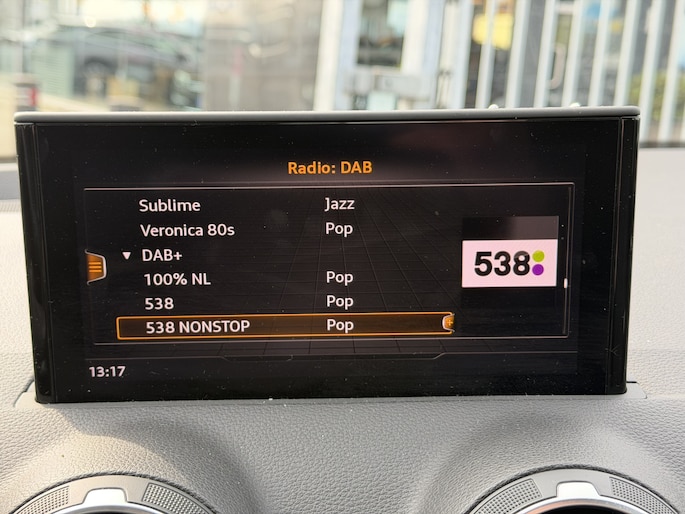 Radio: DAB
Sublime Jazz
Veronica 80s Pop
DAB+
100% NL Pop
538 Pop
538 NONSTOP Pop
538
13:17